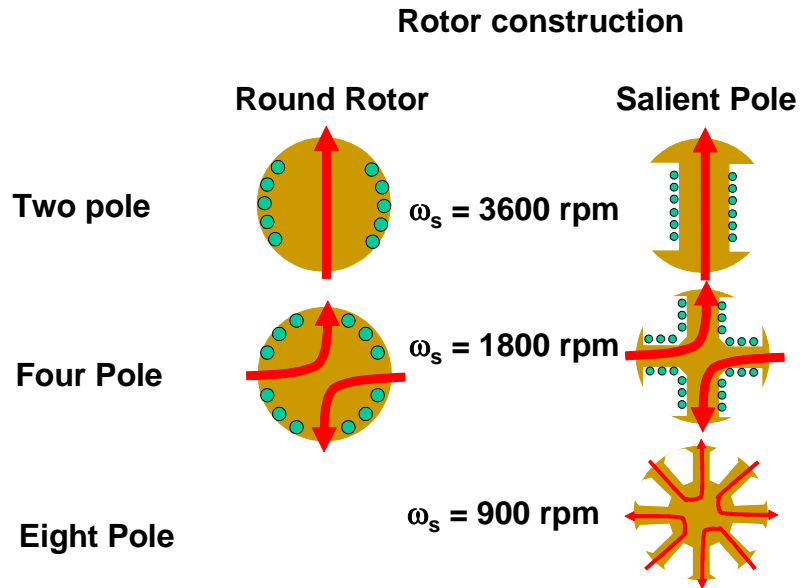 Rotor construction
Round Rotor
Salient Pole
Two pole
ωs = 3600 rpm
Four Pole
ωs = 1800 rpm
Eight Pole
ωs = 900 rpm